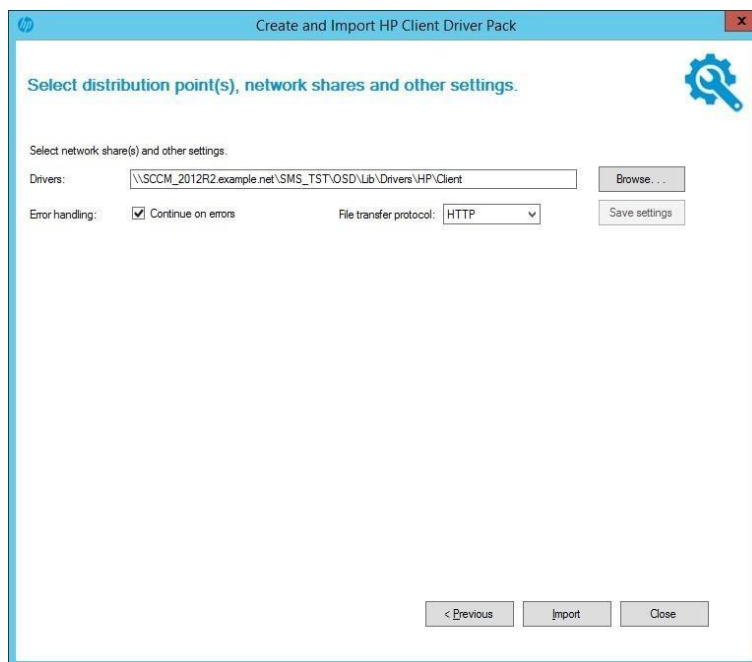 hp
Create and Import HP Client Driver Pack
x
Select distribution point(s), network shares and other settings.
Select network share(s) and other settings.
Drivers: \\SCCM_2012R2.example.net\SMS_TST\OSD\Lib\Drivers\HP\Client Browse. . .
Error handling: Continue on errors File transfer protocol: HTTP Save settings
< Previous Import Close